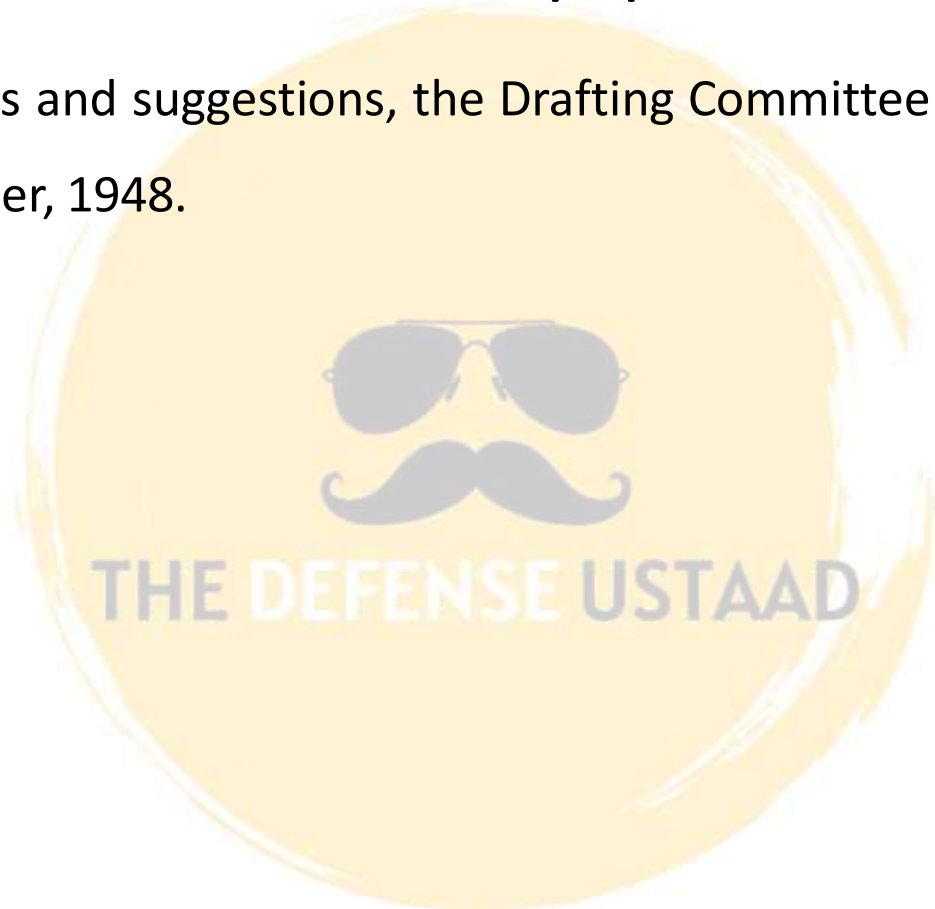 s and suggestions, the Drafting Committee
er, 1948.
THE DEFENSE USTAAD